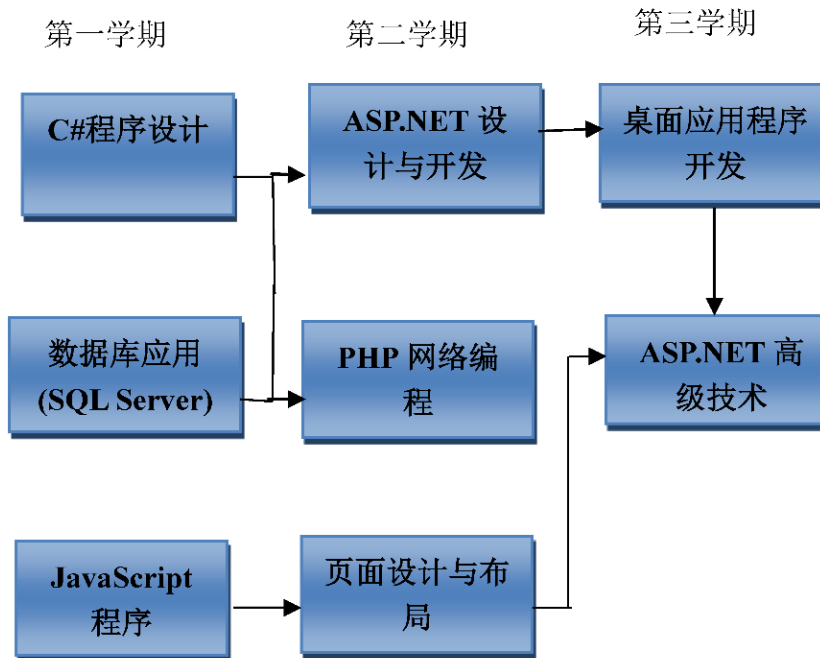 第一学期
第二学期
第三学期
C#程序设计
ASP.NET 设
计与开发
桌面应用程序
开发
数据库应用
(SQL Server)
PHP 网络编
程
ASP.NET 高
级技术
JavaScript
程序
页面设计与布
局